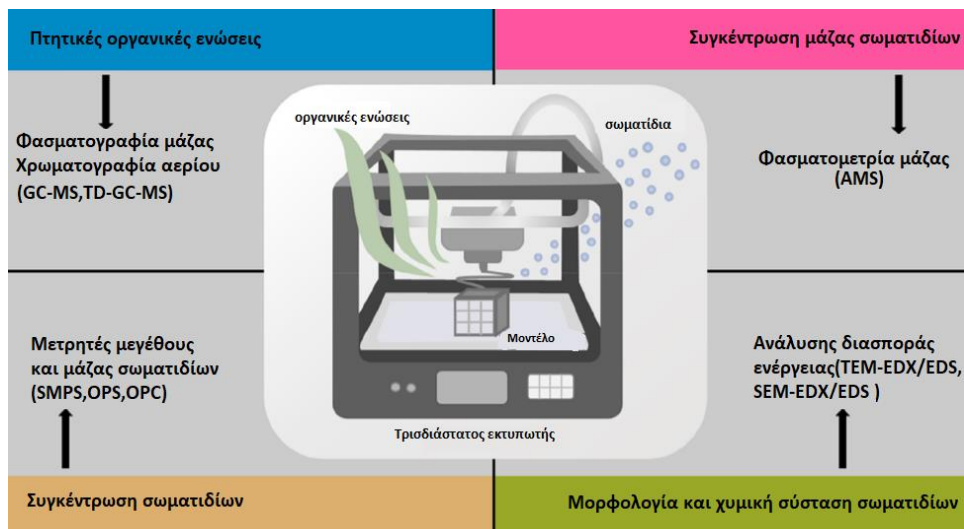 Πτητικές οργανικές ενώσεις
Συγκέντρωση μάζας σωματιδίων
Φασματογραφία μάζας
Χρωματογραφία αερίου
(GC-MS,TD-GC-MS)
οργανικές ενώσεις
σωματίδια
Φασματομετρία μάζας
(AMS)
Μετρητές μεγέθους
και μάζας σωματιδίων
(SMPS,OPS,OPC)
Μοντέλο
Τρισδιάστατος εκτυπωτής
Ανάλυσης διασποράς
ενέργειας(TEM-EDX/EDS,
SEM-EDX/EDS )
Συγκέντρωση σωματιδίων
Μορφολογία και χυμική σύσταση σωματιδίων